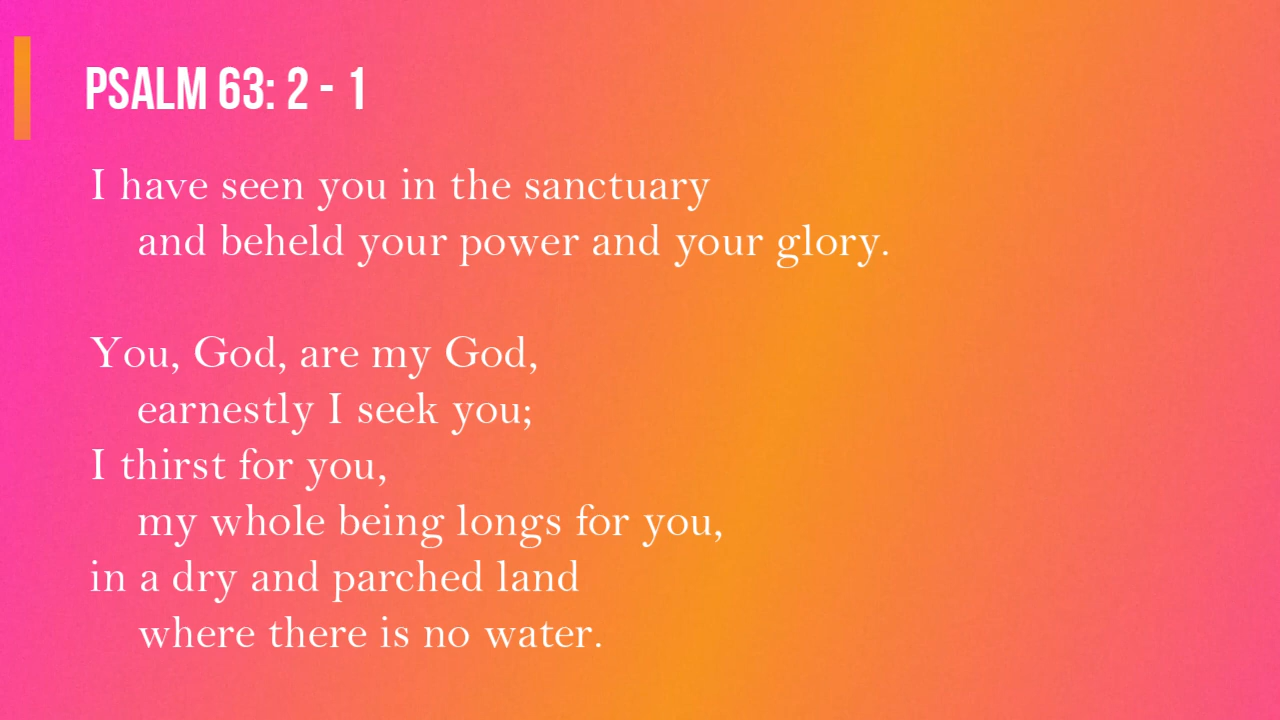 PSALM 63: 2 - 1
I have seen you in the sanctuary
and beheld your power and your glory.
You, God, are my God,
earnestly I seek you;
I thirst for you,
my whole being longs for you,
in a dry and parched land
where there is no water.